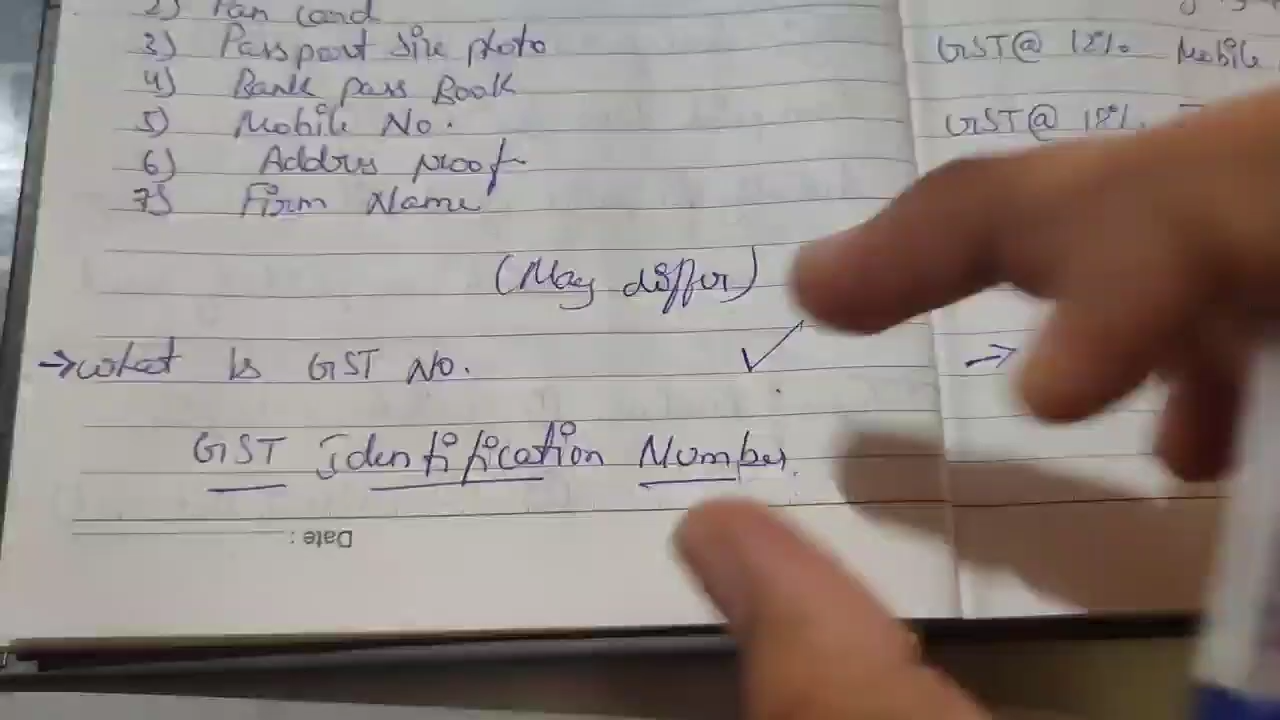 2) Pan Card
3) Passport size photo
4) Bank pass Book
5) Mobile No.
6) Address proof
7) Firm Name
(May differ)
→ What is GST No.
GST Identification Number.
Date :
GST@ 12% Mobile
GST@ 18%
→